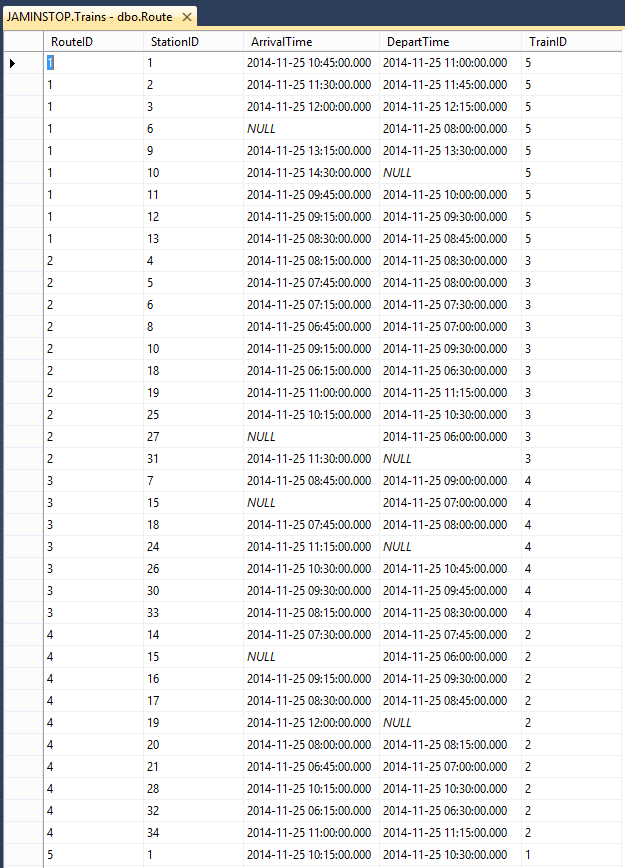 JAMINSTOP.Trains - dbo.Route ×
RouteID StationID ArrivalTime DepartTime TrainID
1 1 2014-11-25 10:45:00.000 2014-11-25 11:00:00.000 5
1 2 2014-11-25 11:30:00.000 2014-11-25 11:45:00.000 5
1 3 2014-11-25 12:00:00.000 2014-11-25 12:15:00.000 5
1 6 NULL 2014-11-25 08:00:00.000 5
1 9 2014-11-25 13:15:00.000 2014-11-25 13:30:00.000 5
1 10 2014-11-25 14:30:00.000 NULL 5
1 11 2014-11-25 09:45:00.000 2014-11-25 10:00:00.000 5
1 12 2014-11-25 09:15:00.000 2014-11-25 09:30:00.000 5
1 13 2014-11-25 08:30:00.000 2014-11-25 08:45:00.000 5
2 4 2014-11-25 08:15:00.000 2014-11-25 08:30:00.000 3
2 5 2014-11-25 07:45:00.000 2014-11-25 08:00:00.000 3
2 6 2014-11-25 07:15:00.000 2014-11-25 07:30:00.000 3
2 8 2014-11-25 06:45:00.000 2014-11-25 07:00:00.000 3
2 10 2014-11-25 09:15:00.000 2014-11-25 09:30:00.000 3
2 18 2014-11-25 06:15:00.000 2014-11-25 06:30:00.000 3
2 19 2014-11-25 11:00:00.000 2014-11-25 11:15:00.000 3
2 25 2014-11-25 10:15:00.000 2014-11-25 10:30:00.000 3
2 27 NULL 2014-11-25 06:00:00.000 3
2 31 2014-11-25 11:30:00.000 NULL 3
3 7 2014-11-25 08:45:00.000 2014-11-25 09:00:00.000 4
3 15 NULL 2014-11-25 07:00:00.000 4
3 18 2014-11-25 07:45:00.000 2014-11-25 08:00:00.000 4
3 24 2014-11-25 11:15:00.000 NULL 4
3 26 2014-11-25 10:30:00.000 2014-11-25 10:45:00.000 4
3 30 2014-11-25 09:30:00.000 2014-11-25 09:45:00.000 4
3 33 2014-11-25 08:15:00.000 2014-11-25 08:30:00.000 4
4 14 2014-11-25 07:30:00.000 2014-11-25 07:45:00.000 2
4 15 NULL 2014-11-25 06:00:00.000 2
4 16 2014-11-25 09:15:00.000 2014-11-25 09:30:00.000 2
4 17 2014-11-25 08:30:00.000 2014-11-25 08:45:00.000 2
4 19 2014-11-25 12:00:00.000 NULL 2
4 20 2014-11-25 08:00:00.000 2014-11-25 08:15:00.000 2
4 21 2014-11-25 06:45:00.000 2014-11-25 07:00:00.000 2
4 28 2014-11-25 10:15:00.000 2014-11-25 10:30:00.000 2
4 32 2014-11-25 06:15:00.000 2014-11-25 06:30:00.000 2
4 34 2014-11-25 11:00:00.000 2014-11-25 11:15:00.000 2
5 1 2014-11-25 10:15:00.000 2014-11-25 10:30:00.000 1